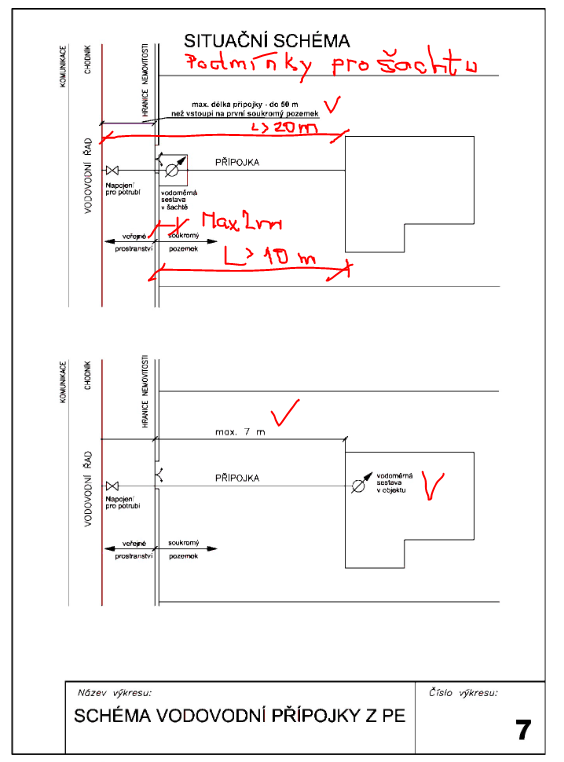 SITUAČNÍ SCHÉMA
Podmínky pro šachtu
KOMUNIKACE
CHODNÍK
HRANICE NEMOVITOSTI
max. délka přípojky - do 50 m
než vstoupí na první soukromý pozemek
L>20m
VODOVODNÍ ŘAD
PŘÍPOJKA
Napojení
pro potrubí
vodoměrná
sestava
v šachtě
Max 2m
veřejné
prostranství
soukromý
pozemek
L>10 m
KOMUNIKACE
CHODNÍK
HRANICE NEMOVITOSTI
max. 7 m
VODOVODNÍ ŘAD
PŘÍPOJKA
vodoměrná
sestava
v objektu
Napojení
pro potrubí
veřejné
prostranství
soukromý
pozemek
Název výkresu:
SCHÉMA VODOVODNÍ PŘÍPOJKY Z PE
Číslo výkresu:
7